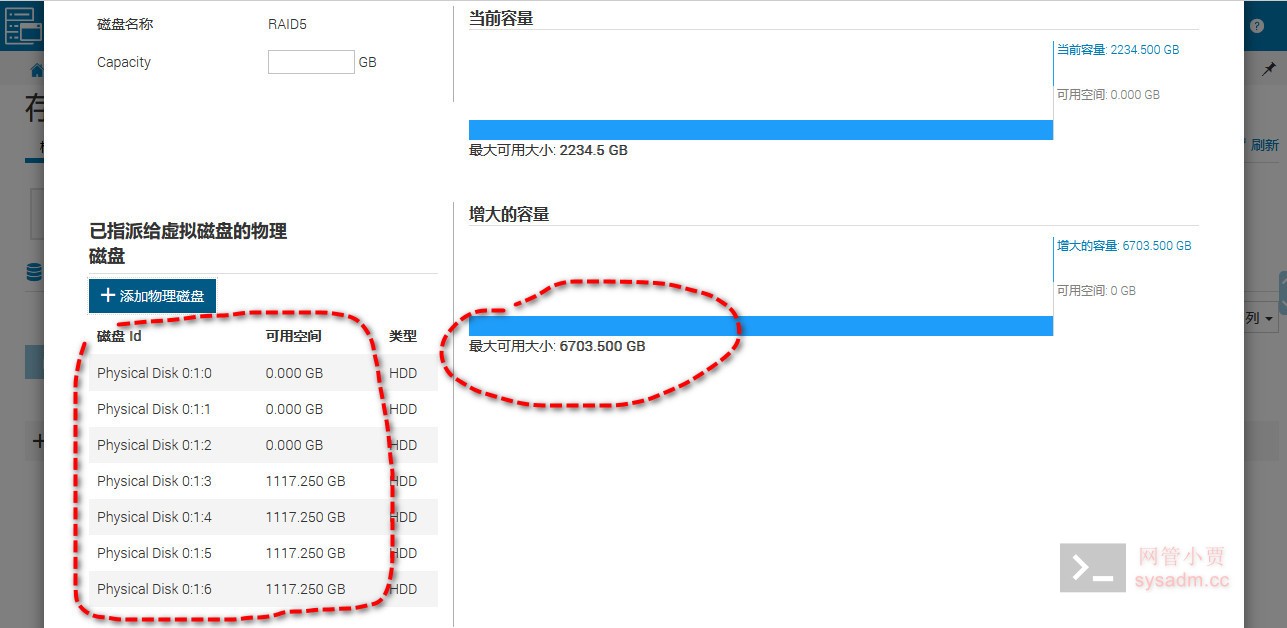 磁盘名称 RAID5
Capacity GB
当前容量
当前容量: 2234.500 GB
可用空间: 0.000 GB
最大可用大小: 2234.5 GB
刷新
已指派给虚拟磁盘的物理
磁盘
+ 添加物理磁盘
磁盘 Id 可用空间 类型
Physical Disk 0:1:0 0.000 GB HDD
Physical Disk 0:1:1 0.000 GB HDD
Physical Disk 0:1:2 0.000 GB HDD
Physical Disk 0:1:3 1117.250 GB HDD
Physical Disk 0:1:4 1117.250 GB HDD
Physical Disk 0:1:5 1117.250 GB HDD
Physical Disk 0:1:6 1117.250 GB HDD
增大的容量
增大的容量: 6703.500 GB
可用空间: 0 GB
最大可用大小: 6703.500 GB
列
网管小贾
sysadm.cc